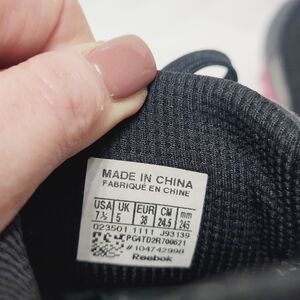 MADE IN CHINA
FABRIQUÉ EN CHINE
USA UK EUR CM mm
7½ 5 38 24.5 245
023501 1111 J93139
PG4TD2R700621
#104742998
Reebok